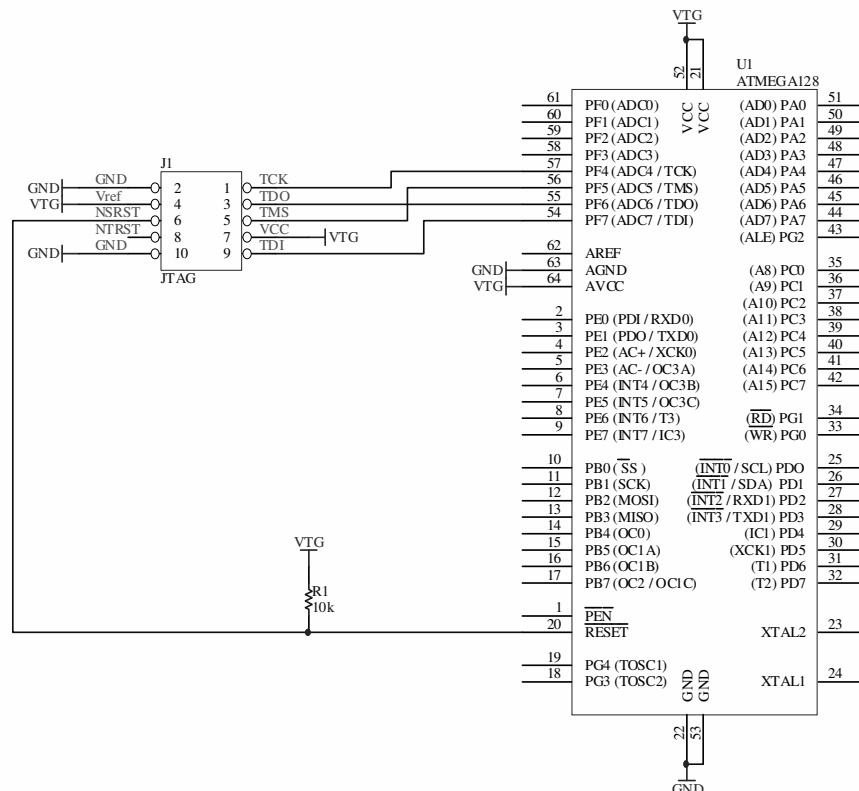 VTG
52 21
U1
ATMEGA128
VCC VCC
61 PF0 (ADC0)
60 PF1 (ADC1)
59 PF2 (ADC2)
58 PF3 (ADC3)
57 PF4 (ADC4 / TCK)
56 PF5 (ADC5 / TMS)
55 PF6 (ADC6 / TDO)
54 PF7 (ADC7 / TDI)
62 AREF
63 AGND
64 AVCC
GND
VTG
2 PE0 (PDI / RXD0)
3 PE1 (PDO / TXD0)
4 PE2 (AC+ / XCK0)
5 PE3 (AC- / OC3A)
6 PE4 (INT4 / OC3B)
7 PE5 (INT5 / OC3C)
8 PE6 (INT6 / T3)
9 PE7 (INT7 / IC3)
10 PB0 (SS)
11 PB1 (SCK)
12 PB2 (MOSI)
13 PB3 (MISO)
14 PB4 (OC0)
15 PB5 (OC1A)
16 PB6 (OC1B)
17 PB7 (OC2 / OC1C)
1 PEN
20 RESET
19 PG4 (TOSC1)
18 PG3 (TOSC2)
(AD0) PA0 51
(AD1) PA1 50
(AD2) PA2 49
(AD3) PA3 48
(AD4) PA4 47
(AD5) PA5 46
(AD6) PA6 45
(AD7) PA7 44
(ALE) PG2 43
(A8) PC0 35
(A9) PC1 36
(A10) PC2 37
(A11) PC3 38
(A12) PC4 39
(A13) PC5 40
(A14) PC6 41
(A15) PC7 42
(RD) PG1 34
(WR) PG0 33
(INT0 / SCL) PDO 25
(INT1 / SDA) PD1 26
(INT2 / RXD1) PD2 27
(INT3 / TXD1) PD3 28
(IC1) PD4 29
(XCK1) PD5 30
(T1) PD6 31
(T2) PD7 32
XTAL2 23
XTAL1 24
GND GND
22 53
GND
J1
GND GND 2 1 TCK
VTG Vref 4 3 TDO
NSRST 6 5 TMS
NTRST 8 7 VCC VTG
GND GND 10 9 TDI
JTAG
VTG
R1
10k